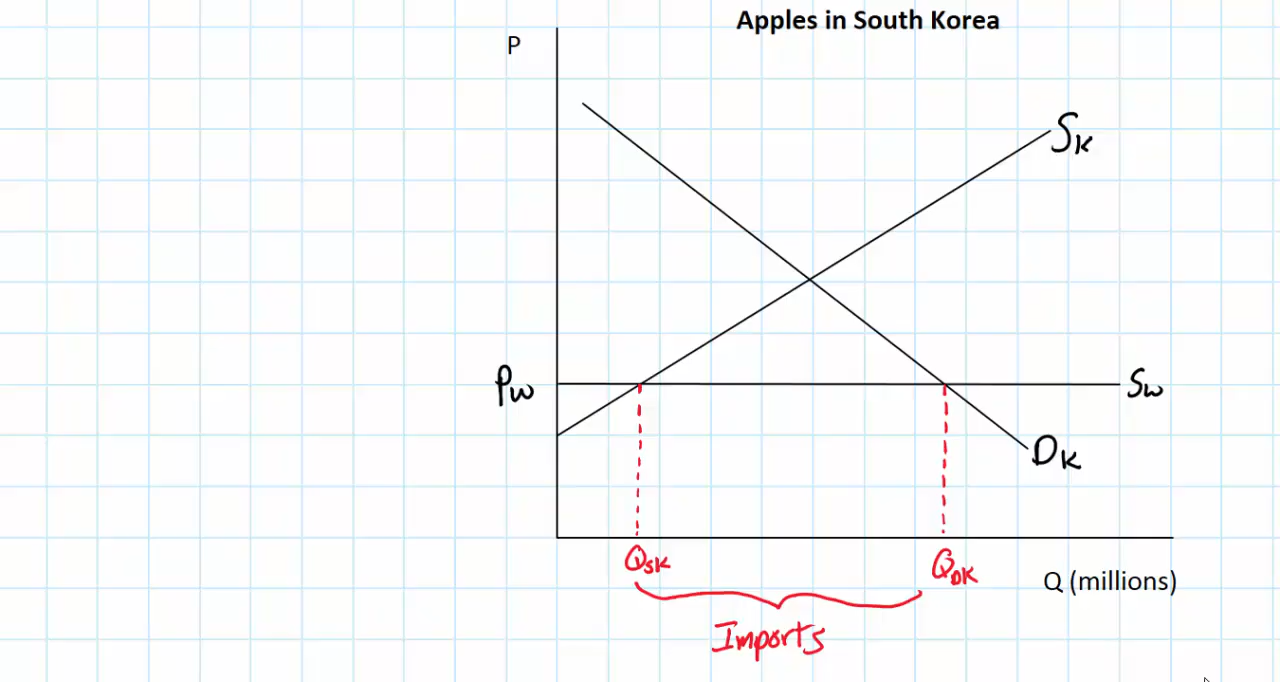 Apples in South Korea
P
SK
PW
SW
DK
QSK
QDK
Q (millions)
Imports